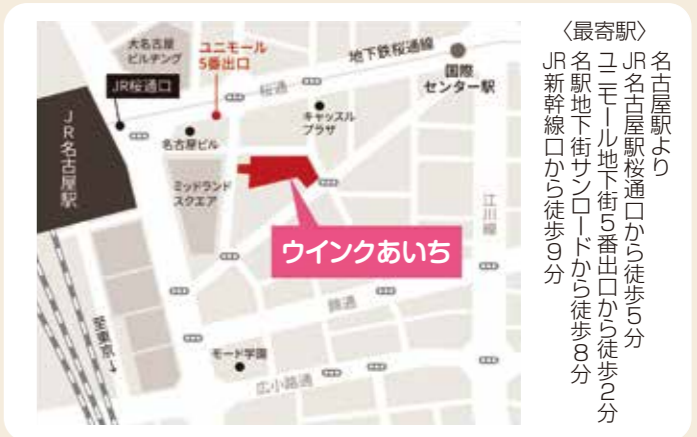 〈最寄駅〉
名古屋駅より
JR名古屋駅桜通口から徒歩5分
ユニモール地下街5番出口から徒歩2分
名駅地下街サンロードから徒歩8分
JR新幹線口から徒歩9分
大名古屋
ビルヂング
ユニモール
5番出口
地下鉄桜通線
国際
センター駅
JR桜通口
桜通
キャッスル
プラザ
名古屋ビル
JR名古屋駅
ミッドランド
スクエア
江川線
ウインクあいち
錦通
至東京↓
モード学園
広小路通